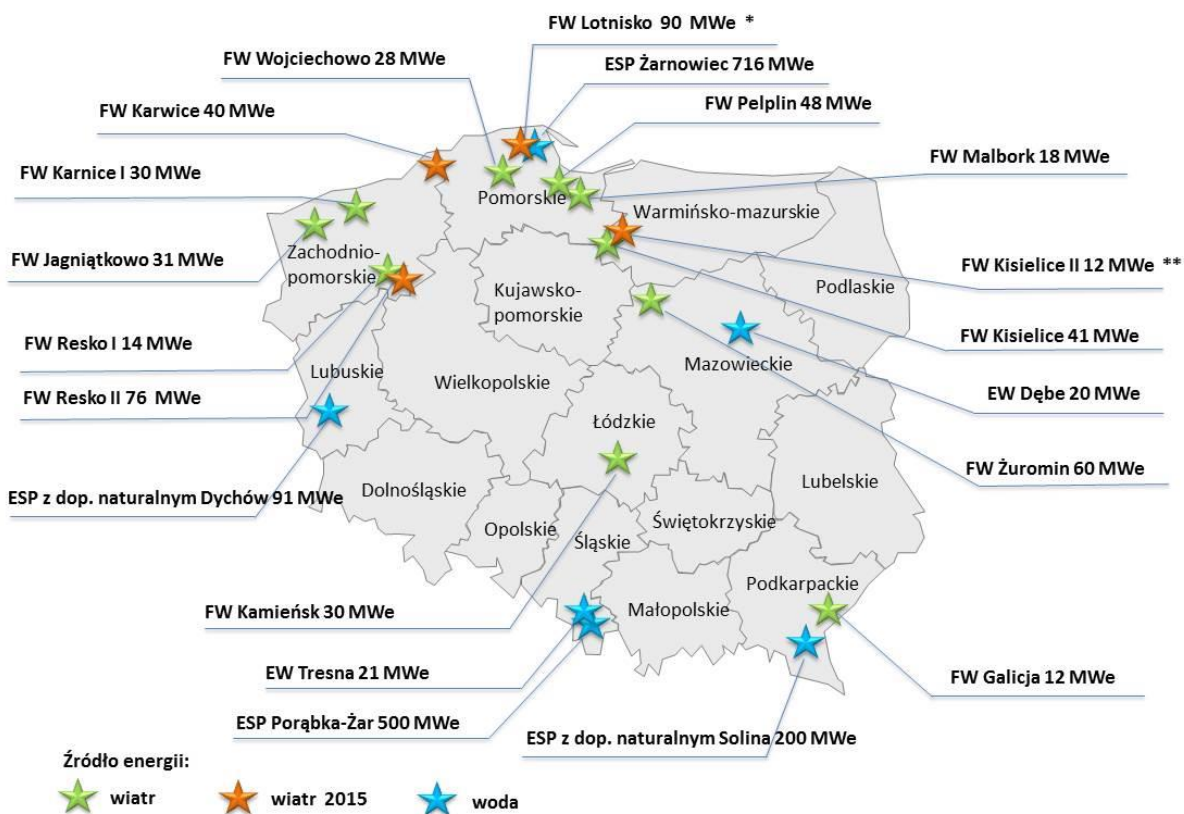 FW Lotnisko 90 MWe *
FW Wojciechowo 28 MWe
ESP Żarnowiec 716 MWe
FW Karwice 40 MWe
FW Pelplin 48 MWe
FW Karnice I 30 MWe
FW Malbork 18 MWe
Pomorskie
Warmińsko-mazurskie
FW Jagniątkowo 31 MWe
Zachodnio-
pomorskie
FW Kisielice II 12 MWe **
Kujawsko-
pomorskie
Podlaskie
FW Resko I 14 MWe
FW Kisielice 41 MWe
Lubuskie
Wielkopolskie
Mazowieckie
FW Resko II 76 MWe
EW Dębe 20 MWe
Łódzkie
FW Żuromin 60 MWe
ESP z dop. naturalnym Dychów 91 MWe
Dolnośląskie
Lubelskie
Opolskie
Śląskie
Świętokrzyskie
Podkarpackie
FW Kamieńsk 30 MWe
Małopolskie
EW Tresna 21 MWe
FW Galicja 12 MWe
ESP Porąbka-Żar 500 MWe
ESP z dop. naturalnym Solina 200 MWe
Źródło energii:
wiatr
wiatr 2015
woda